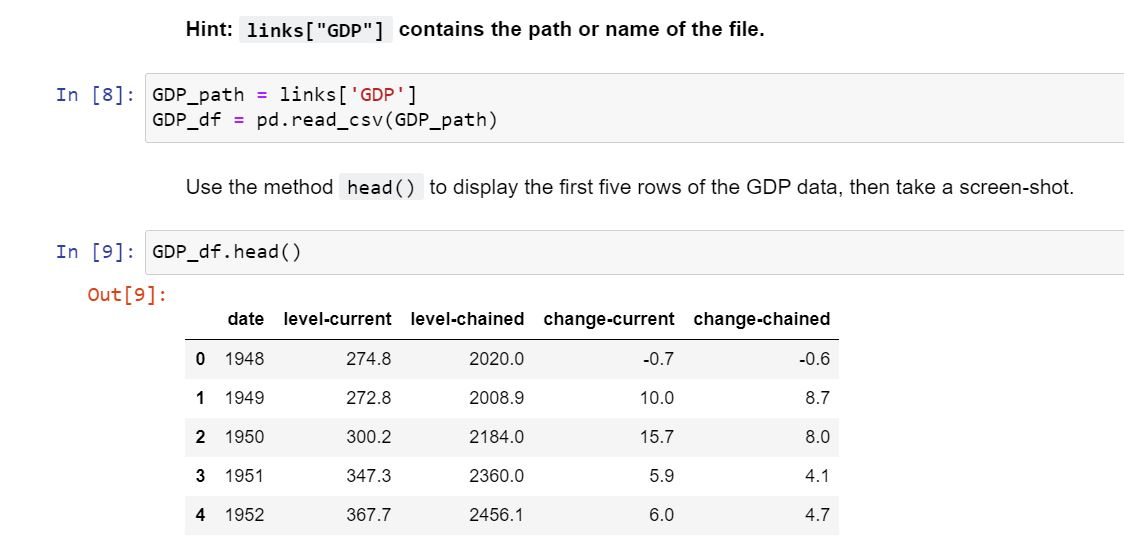 Hint: links["GDP"] contains the path or name of the file.
In [8]: GDP_path = links['GDP']
GDP_df = pd.read_csv(GDP_path)
Use the method head() to display the first five rows of the GDP data, then take a screen-shot.
In [9]: GDP_df.head()
Out[9]:
date level-current level-chained change-current change-chained
0 1948 274.8 2020.0 -0.7 -0.6
1 1949 272.8 2008.9 10.0 8.7
2 1950 300.2 2184.0 15.7 8.0
3 1951 347.3 2360.0 5.9 4.1
4 1952 367.7 2456.1 6.0 4.7